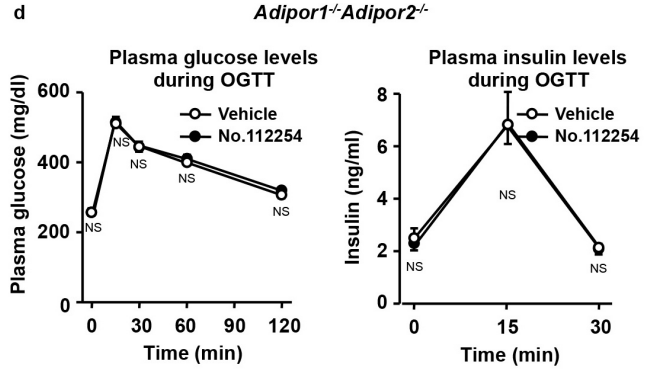 d
Adipor1-/-Adipor2-/-
Plasma glucose levels
during OGTT
Plasma glucose (mg/dl)
600
400
200
0
Vehicle
No.112254
NS
NS
NS
NS
NS
0
30
60
90
120
Time (min)
Plasma insulin levels
during OGTT
Insulin (ng/ml)
8
6
4
2
0
Vehicle
No.112254
NS
NS
NS
0
15
30
Time (min)